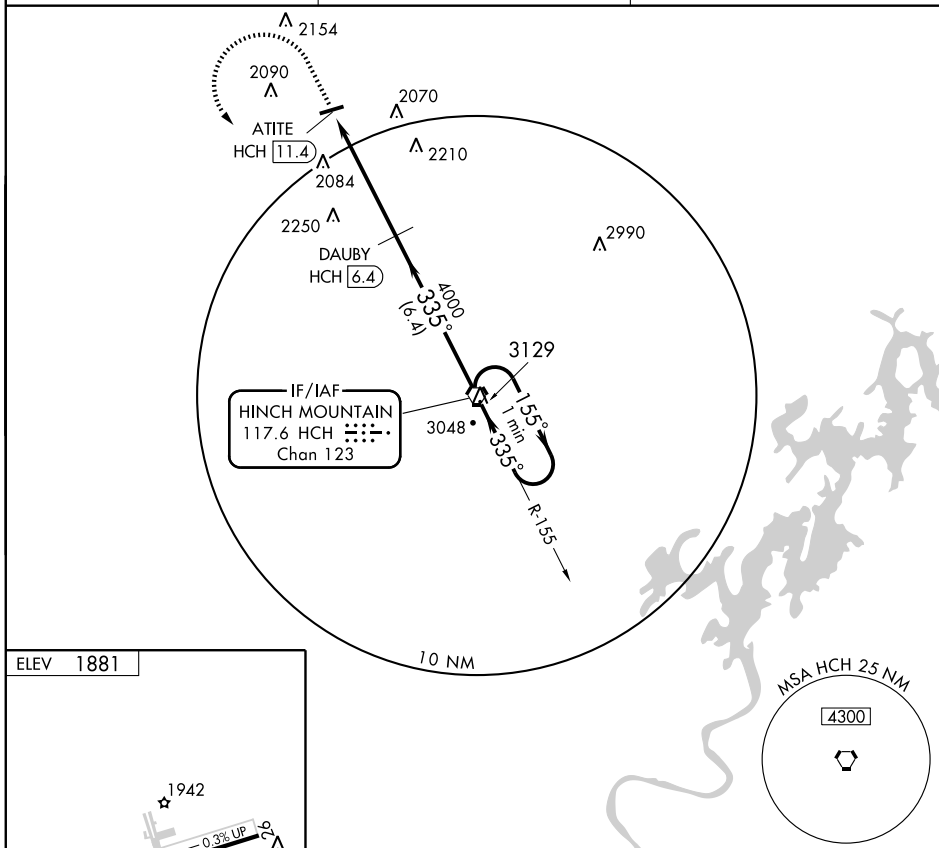 2154
2090
2070
ATITE
HCH 11.4
2210
2084
2250
2990
DAUBY
HCH 6.4
4000
335°
(6.4)
3129
IF/IAF
HINCH MOUNTAIN
117.6 HCH
Chan 123
3048
155°
1 min
335°
R-155
10 NM
ELEV 1881
MSA HCH 25 NM
4300
1942
0.3% UP
26